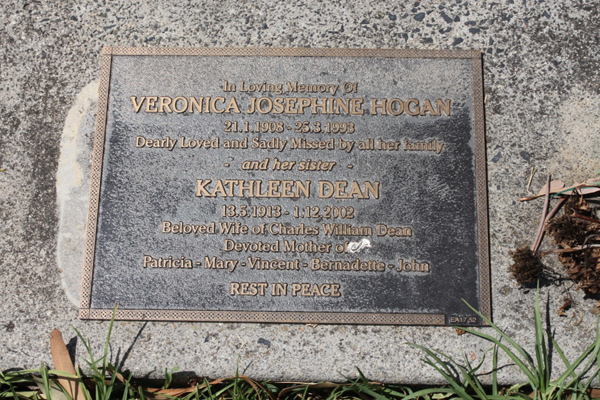 In Loving Memory Of
VERONICA JOSEPHINE HOGAN
21.1.1908 - 25.3.1993
Dearly Loved and Sadly Missed by all her family
- and her sister -
KATHLEEN DEAN
13.5.1913 - 1.12.2002
Beloved Wife of Charles William Dean
Devoted Mother of
Patricia - Mary - Vincent - Bernadette - John
REST IN PEACE